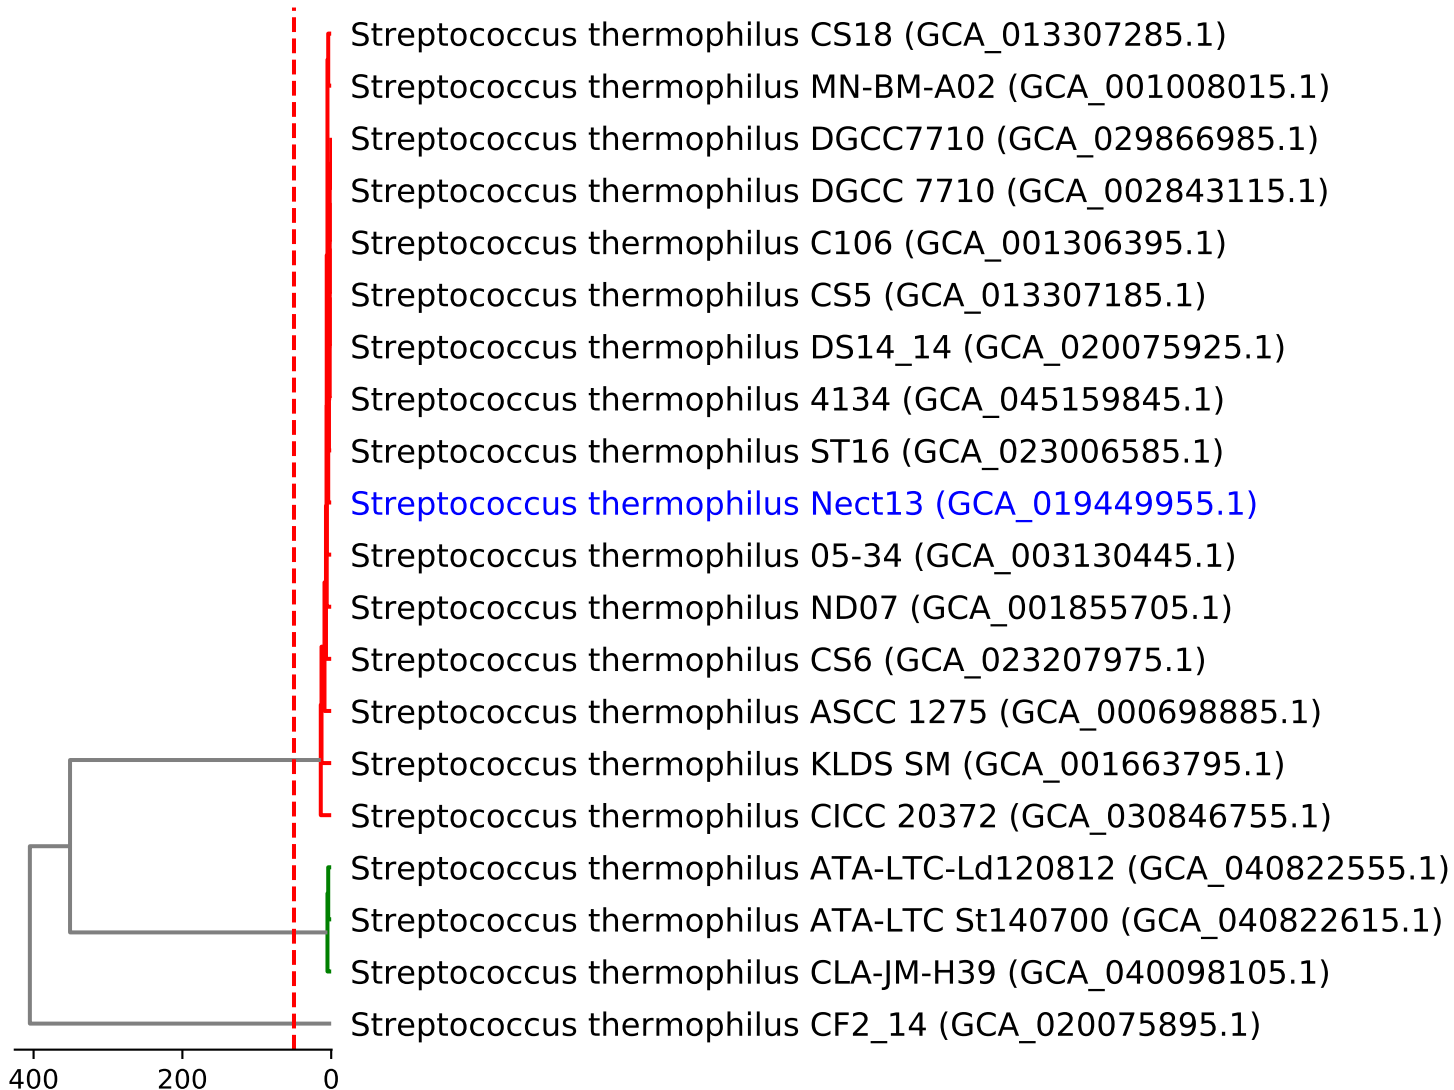 Streptococcus thermophilus CS18 (GCA_013307285.1)
Streptococcus thermophilus MN-BM-A02 (GCA_001008015.1)
Streptococcus thermophilus DGCC7710 (GCA_029866985.1)
Streptococcus thermophilus DGCC 7710 (GCA_002843115.1)
Streptococcus thermophilus C106 (GCA_001306395.1)
Streptococcus thermophilus CS5 (GCA_013307185.1)
Streptococcus thermophilus DS14_14 (GCA_020075925.1)
Streptococcus thermophilus 4134 (GCA_045159845.1)
Streptococcus thermophilus ST16 (GCA_023006585.1)
Streptococcus thermophilus Nect13 (GCA_019449955.1)
Streptococcus thermophilus 05-34 (GCA_003130445.1)
Streptococcus thermophilus ND07 (GCA_001855705.1)
Streptococcus thermophilus CS6 (GCA_023207975.1)
Streptococcus thermophilus ASCC 1275 (GCA_000698885.1)
Streptococcus thermophilus KLDS SM (GCA_001663795.1)
Streptococcus thermophilus CICC 20372 (GCA_030846755.1)
Streptococcus thermophilus ATA-LTC-Ld120812 (GCA_040822555.1)
Streptococcus thermophilus ATA-LTC St140700 (GCA_040822615.1)
Streptococcus thermophilus CLA-JM-H39 (GCA_040098105.1)
Streptococcus thermophilus CF2_14 (GCA_020075895.1)
400 200 0